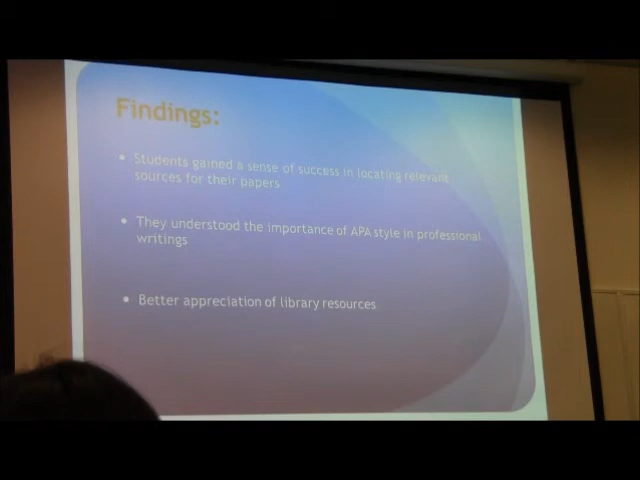 Findings:
• Students gained a sense of success in locating relevant
sources for their papers
• They understood the importance of APA style in professional
writings
• Better appreciation of library resources